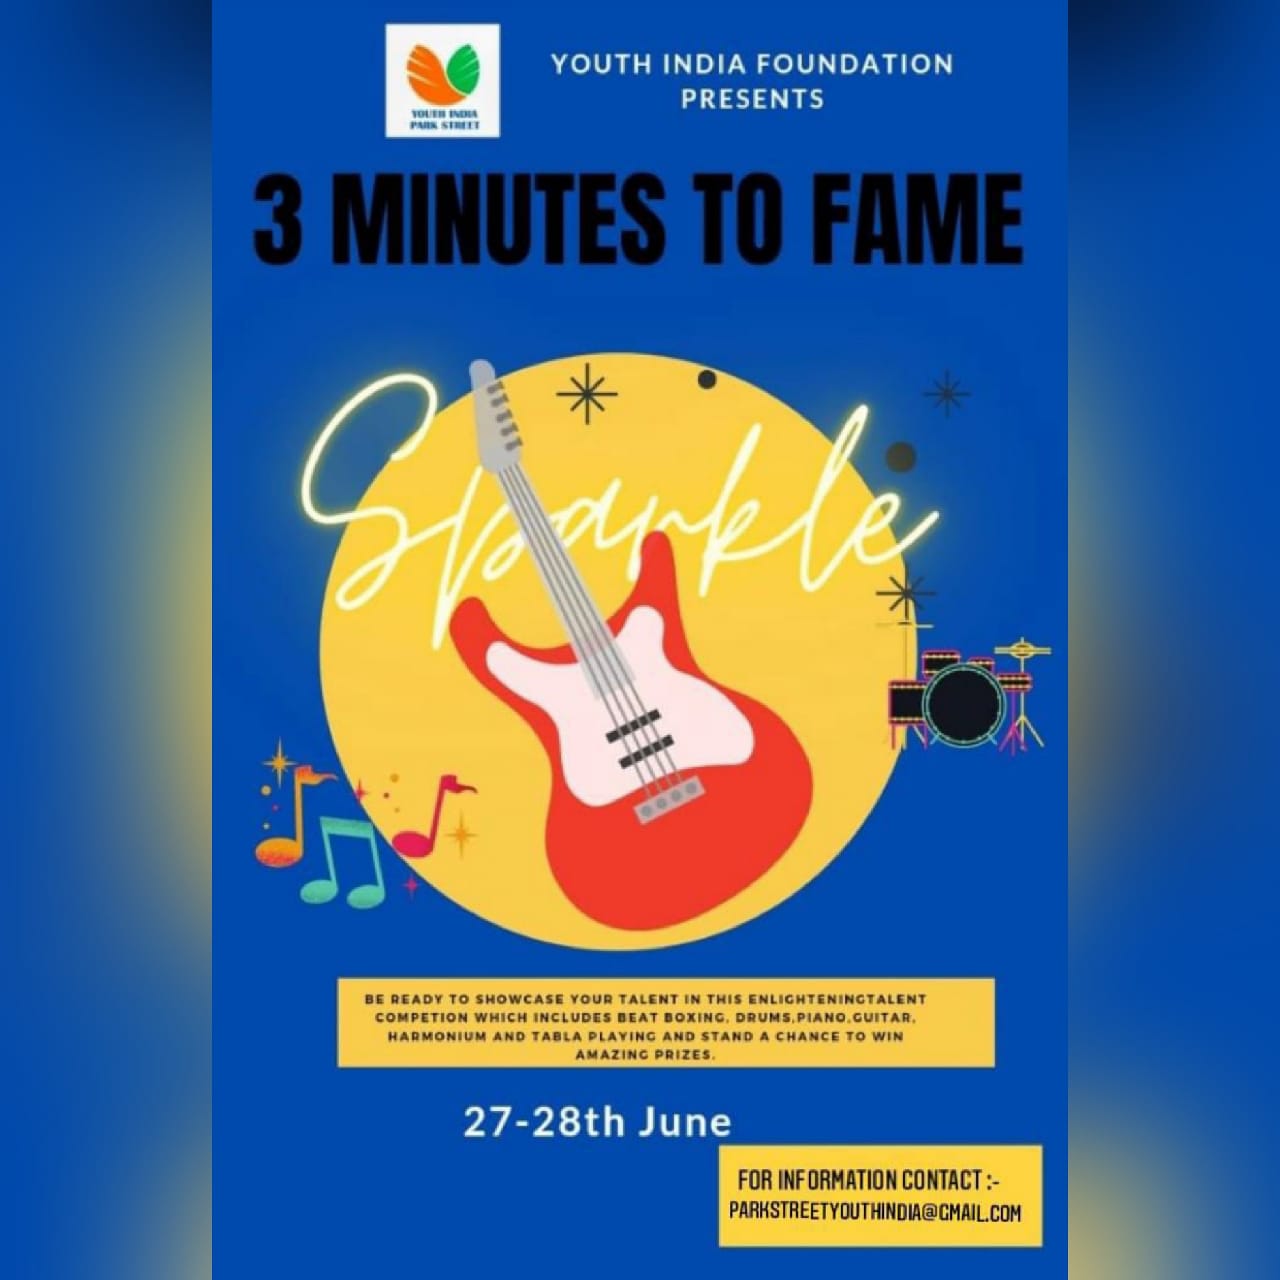 YOUTH INDIA
PARK STREET
YOUTH INDIA FOUNDATION
PRESENTS
3 MINUTES TO FAME
Sparkle
BE READY TO SHOWCASE YOUR TALENT IN THIS ENLIGHTENINGTALENT
COMPETION WHICH INCLUDES BEAT BOXING, DRUMS,PIANO,GUITAR,
HARMONIUM AND TABLA PLAYING AND STAND A CHANCE TO WIN
AMAZING PRIZES.
27-28th June
FOR INFORMATION CONTACT :-
PARKSTREETYOUTHINDIA@GMAIL.COM